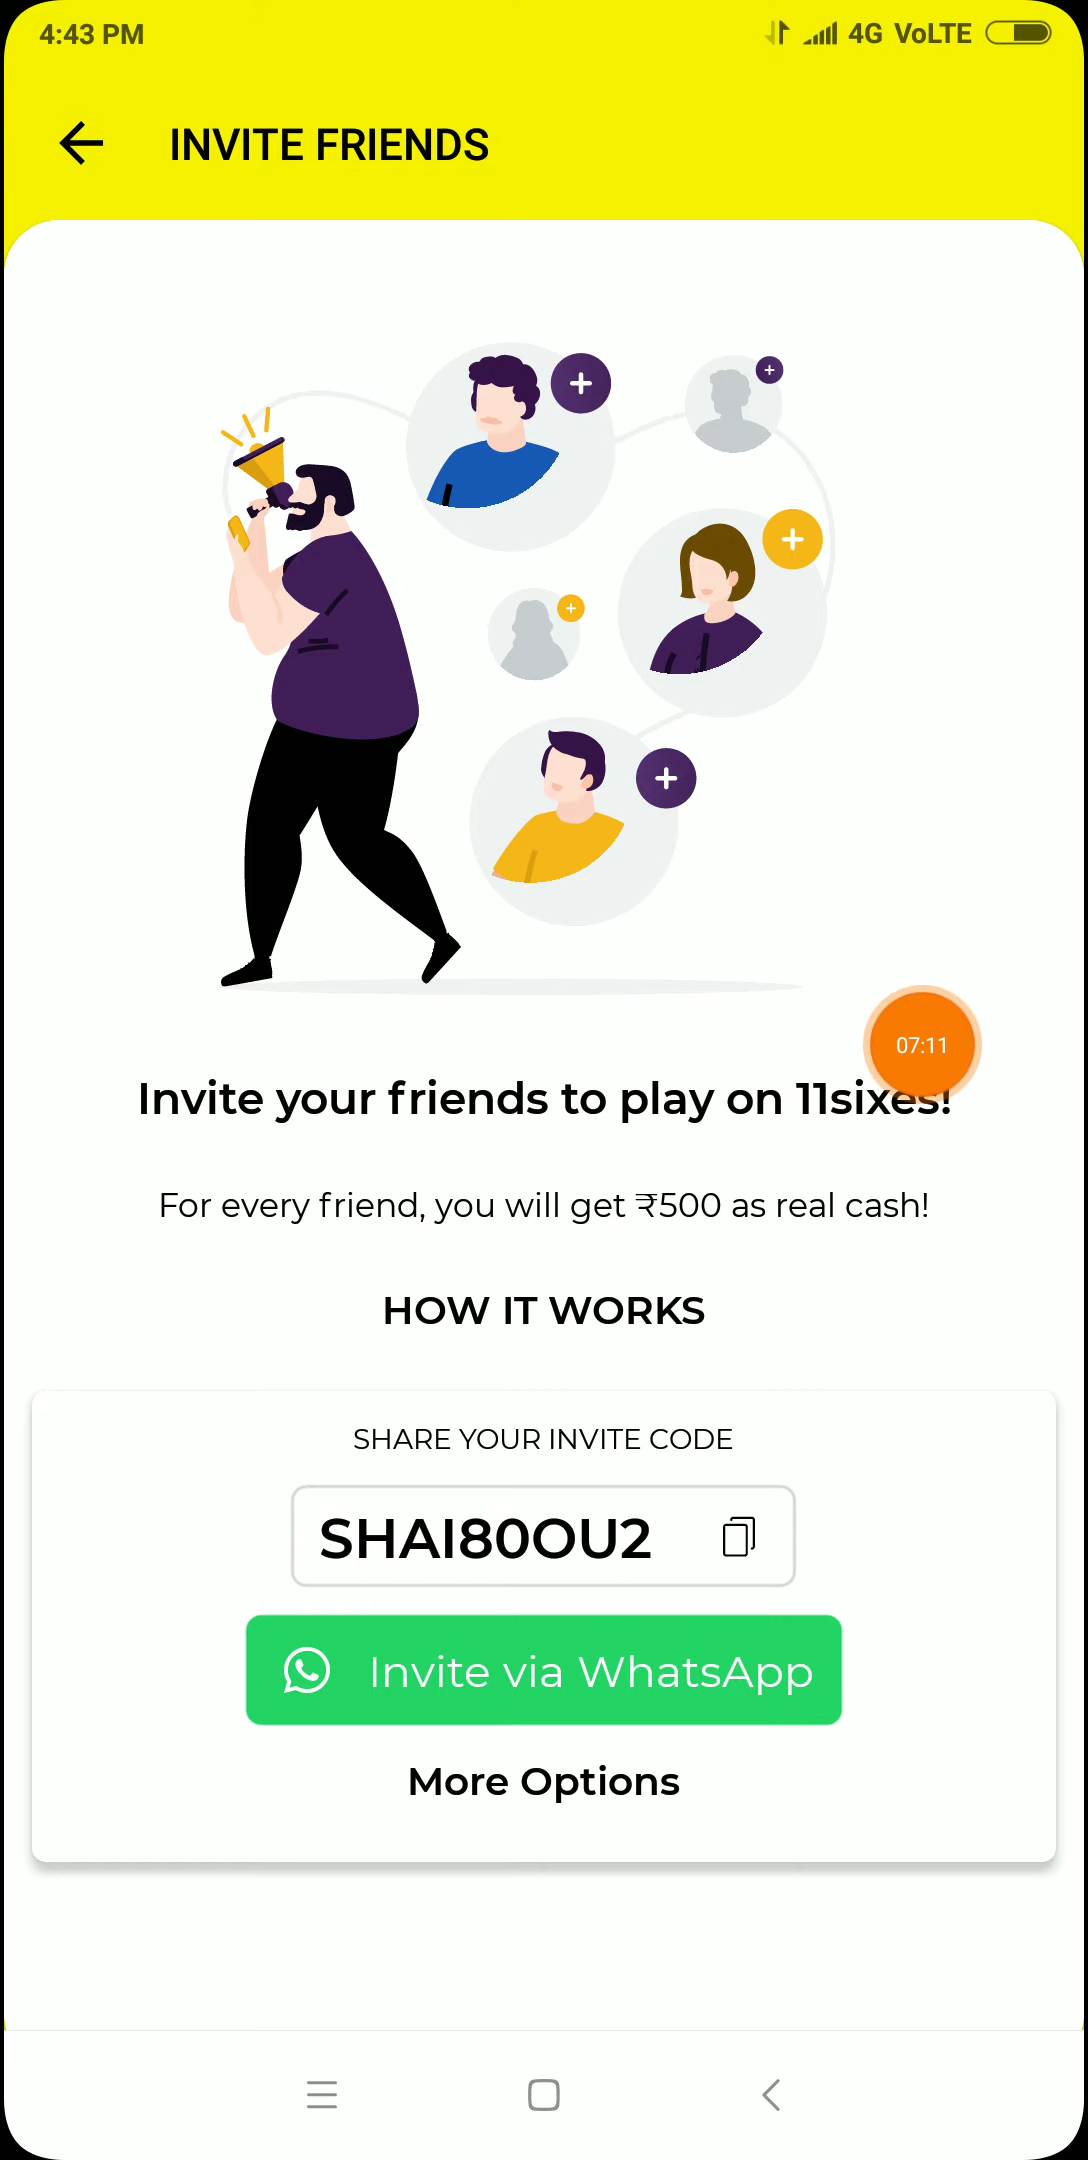 4:43 PM
4G VoLTE
INVITE FRIENDS
07:11
Invite your friends to play on 11sixes!
For every friend, you will get ₹500 as real cash!
HOW IT WORKS
SHARE YOUR INVITE CODE
SHAI80OU2
Invite via WhatsApp
More Options